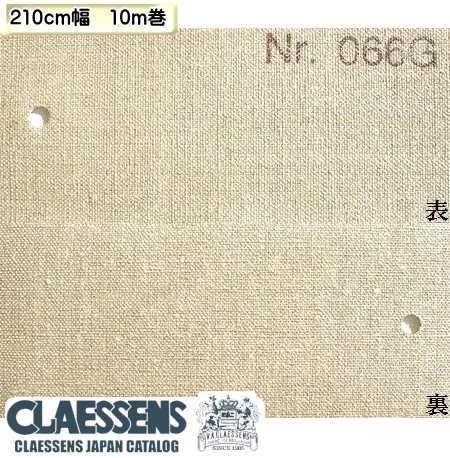 210cm幅 10m巻
Nr. 066G
表
裏
CLAESSENS
CLAESSENS JAPAN CATALOG
V.A.CLAESSENS
SINCE 1905